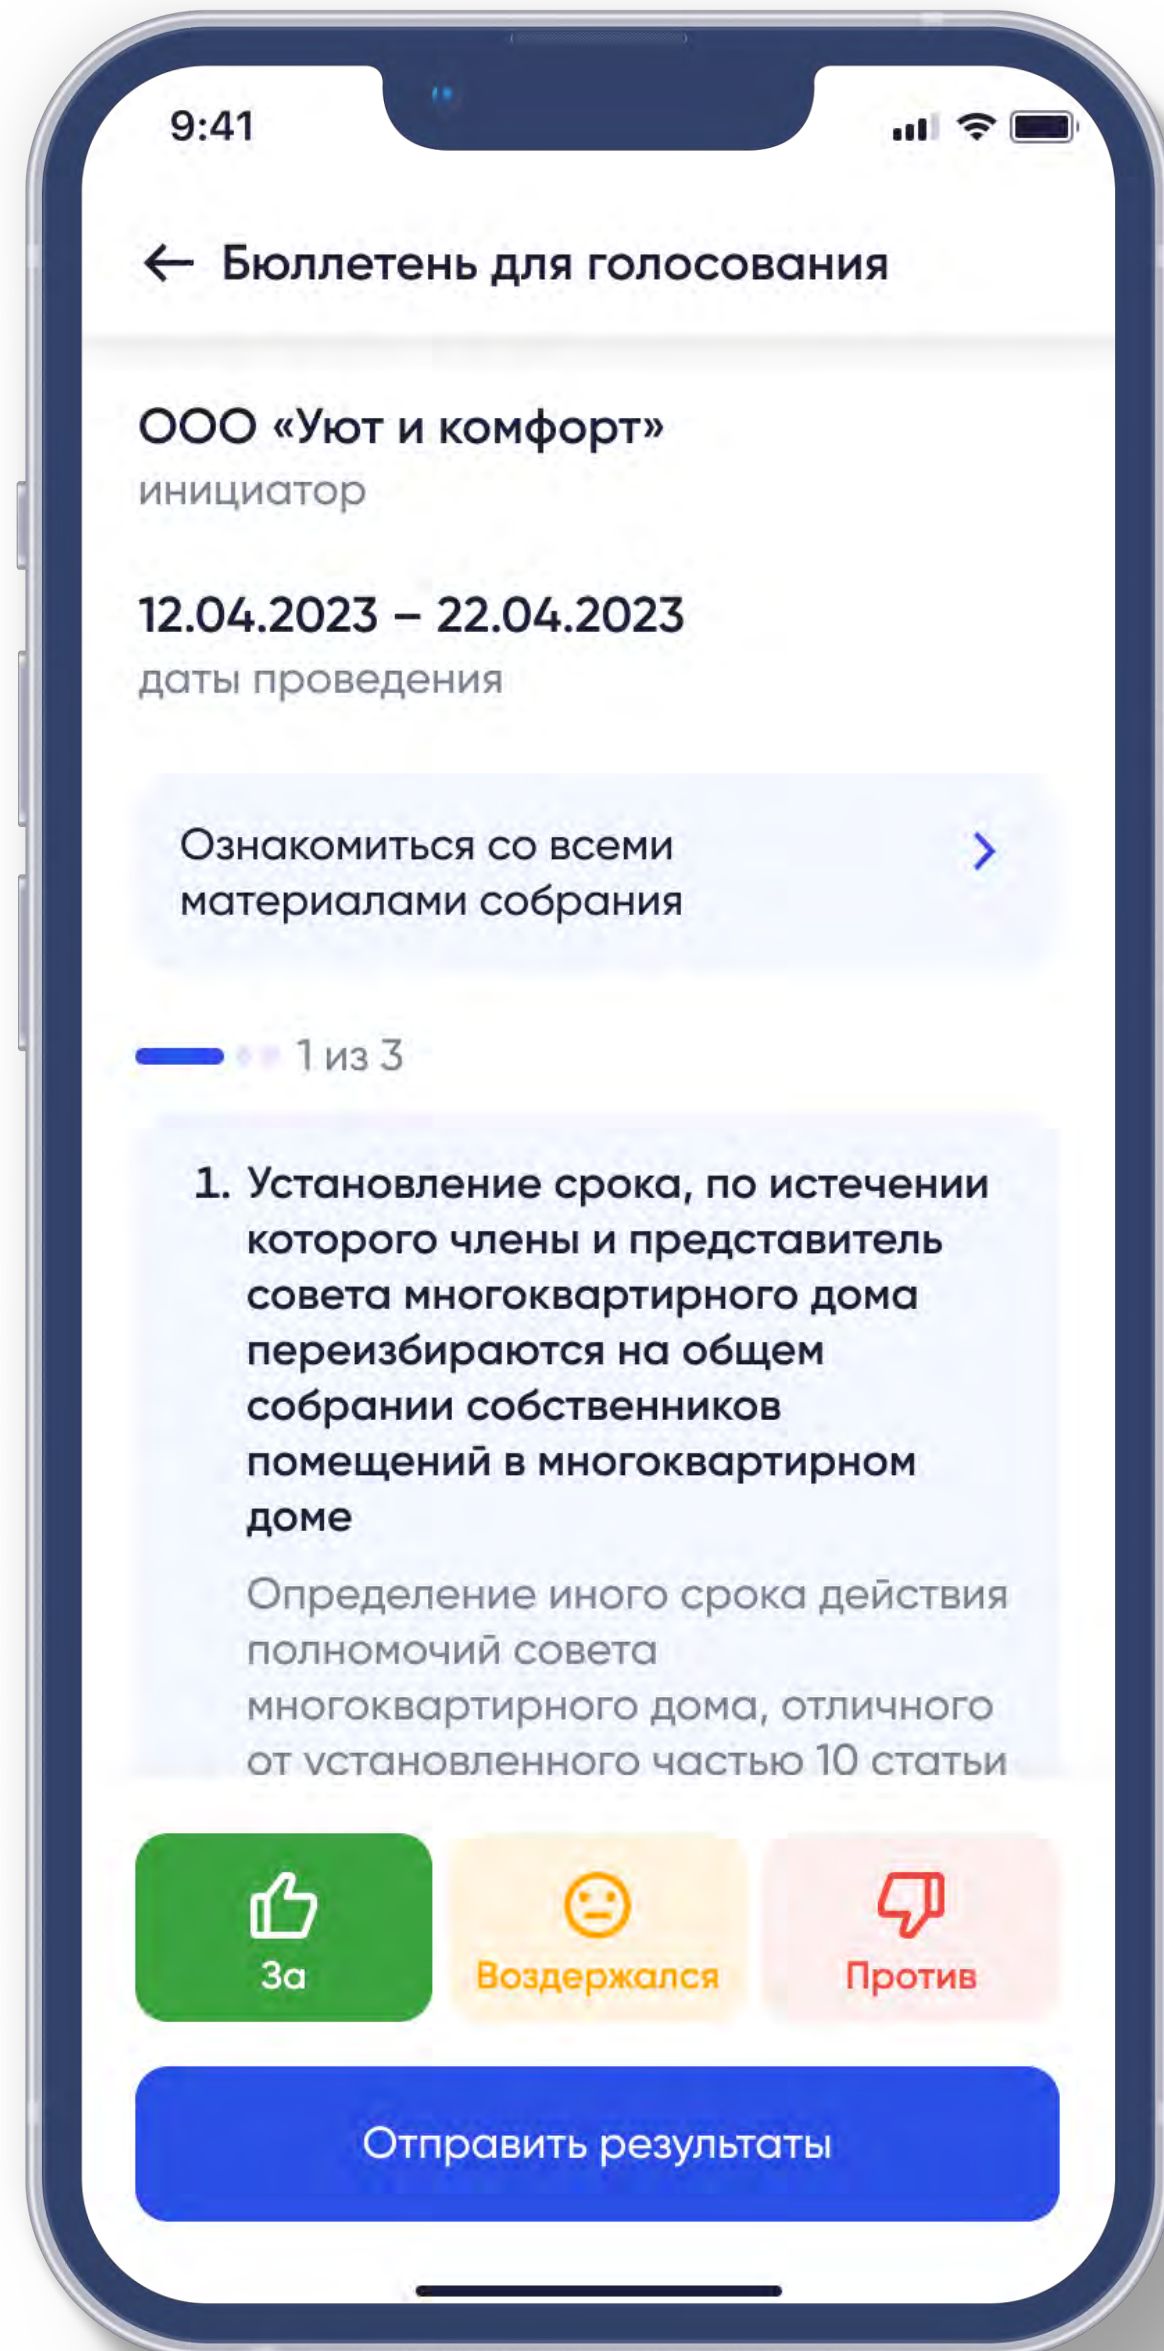 9:41
← Бюллетень для голосования
ООО «Уют и комфорт»
инициатор
12.04.2023 – 22.04.2023
даты проведения
Ознакомиться со всеми
материалами собрания
1 из 3
1. Установление срока, по истечении
которого члены и представитель
совета многоквартирного дома
переизбираются на общем
собрании собственников
помещений в многоквартирном
доме
Определение иного срока действия
полномочий совета
многоквартирного дома, отличного
от установленного частью 10 статьи
За
Воздержался
Против
Отправить результаты